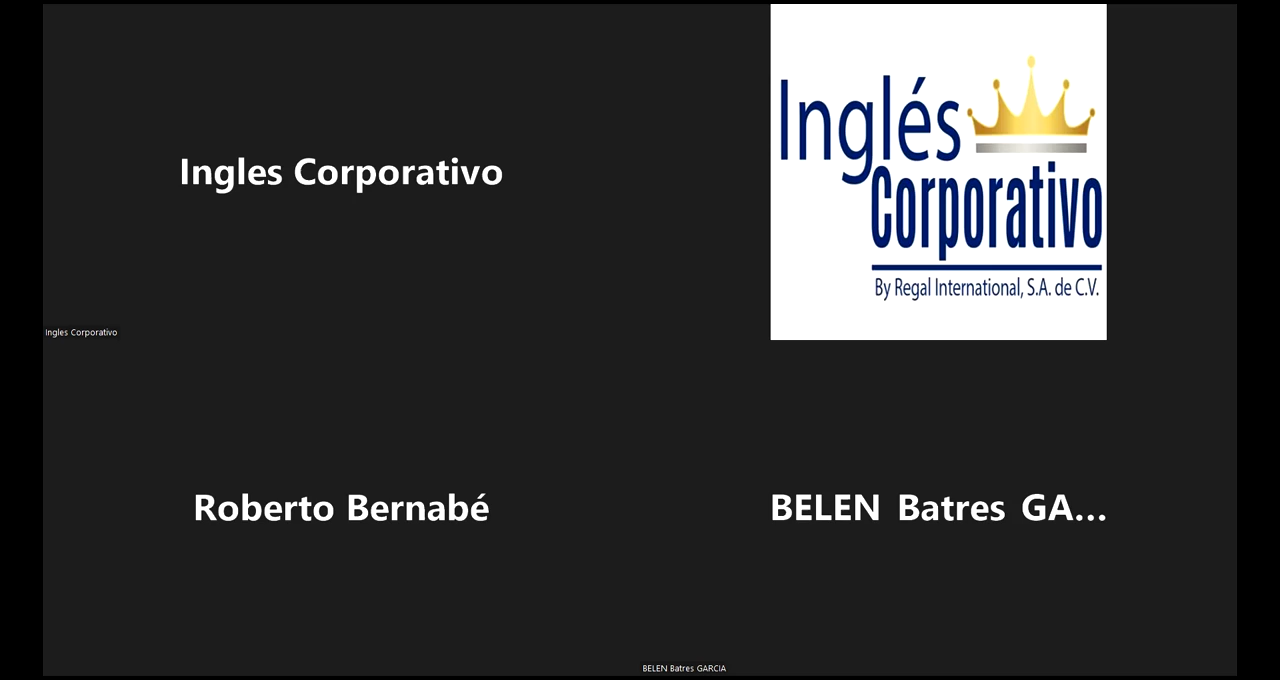 Ingles Corporativo
Inglés
Corporativo
By Regal International, S.A. de C.V.
Ingles Corporativo
Roberto Bernabé
BELEN Batres GA...
BELEN Batres GARCIA